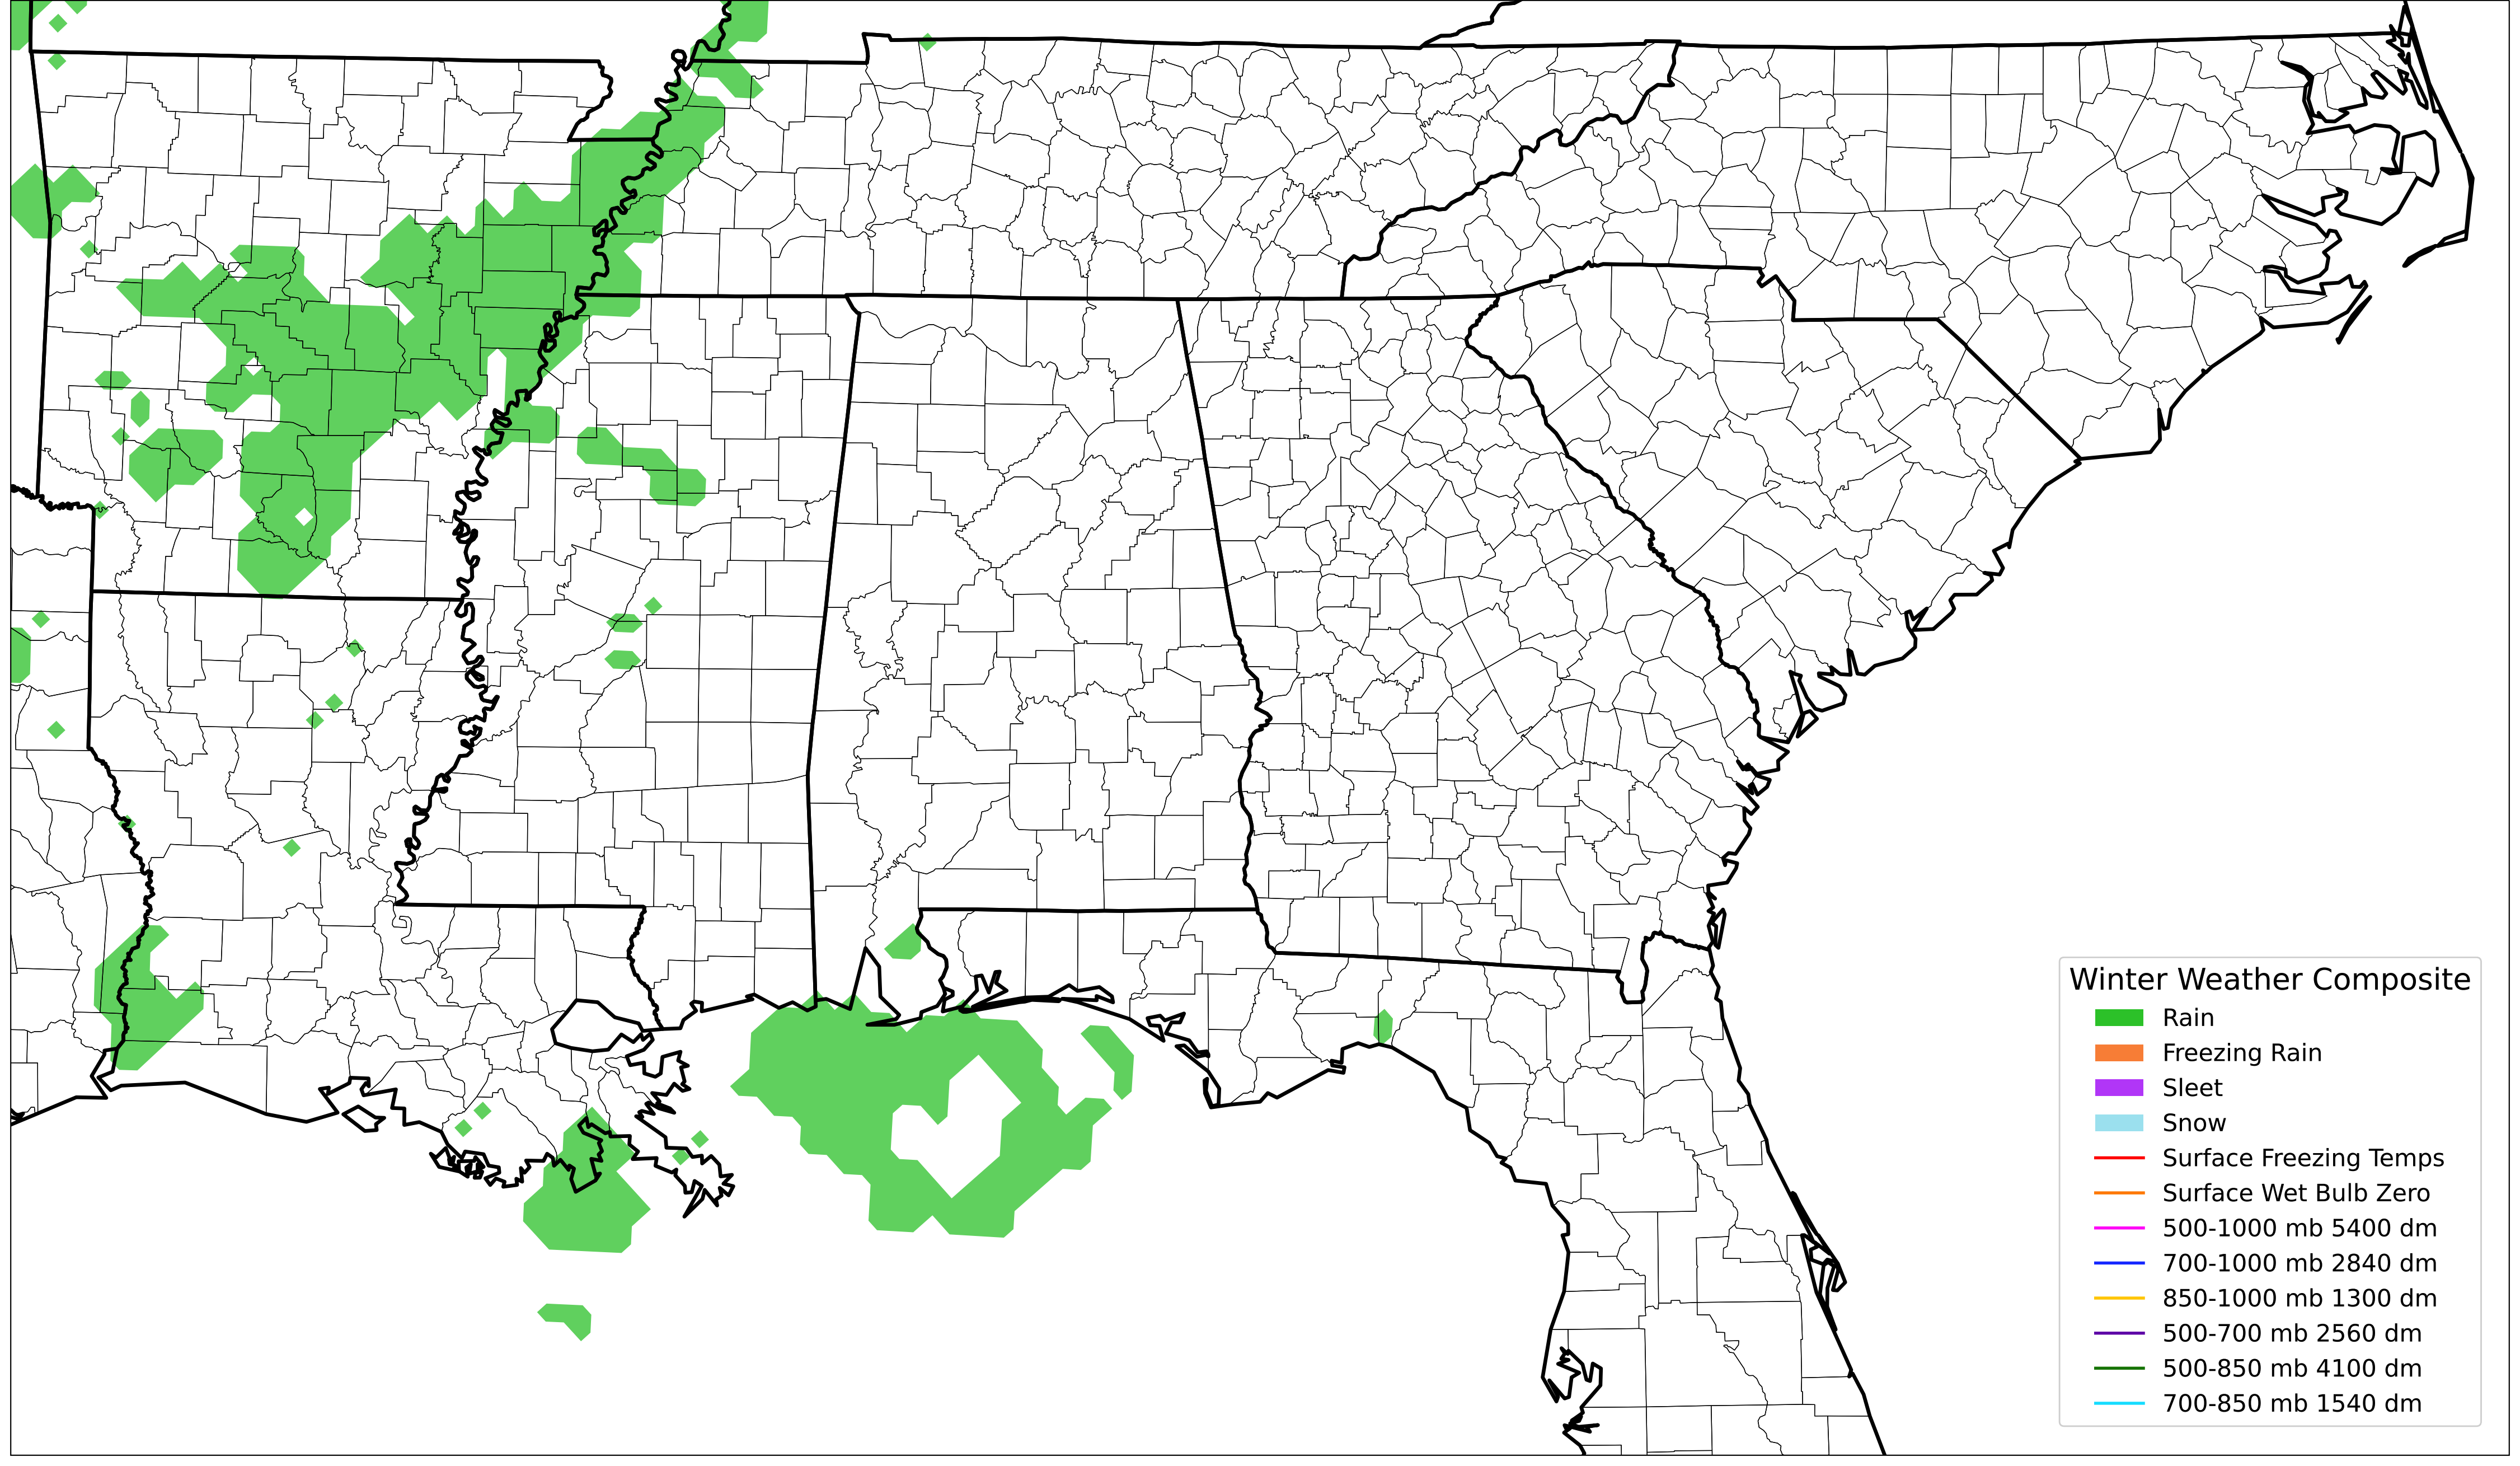 Winter Weather Composite
Rain
Freezing Rain
Sleet
Snow
Surface Freezing Temps
Surface Wet Bulb Zero
500-1000 mb 5400 dm
700-1000 mb 2840 dm
850-1000 mb 1300 dm
500-700 mb 2560 dm
500-850 mb 4100 dm
700-850 mb 1540 dm